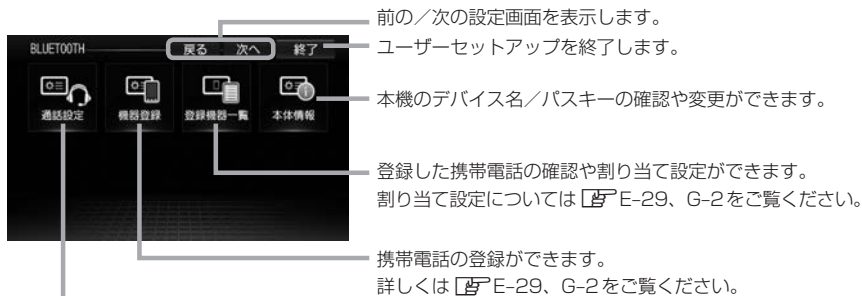 前の／次の設定画面を表示します。
BLUETOOTH 戻る 次へ 終了
ユーザーセットアップを終了します。
通話設定 機器登録 登録機器一覧 本体情報
本機のデバイス名／パスキーの確認や変更ができます。
登録した携帯電話の確認や割り当て設定ができます。
割り当て設定については E-29、G-2をご覧ください。
携帯電話の登録ができます。
詳しくは E-29、G-2をご覧ください。